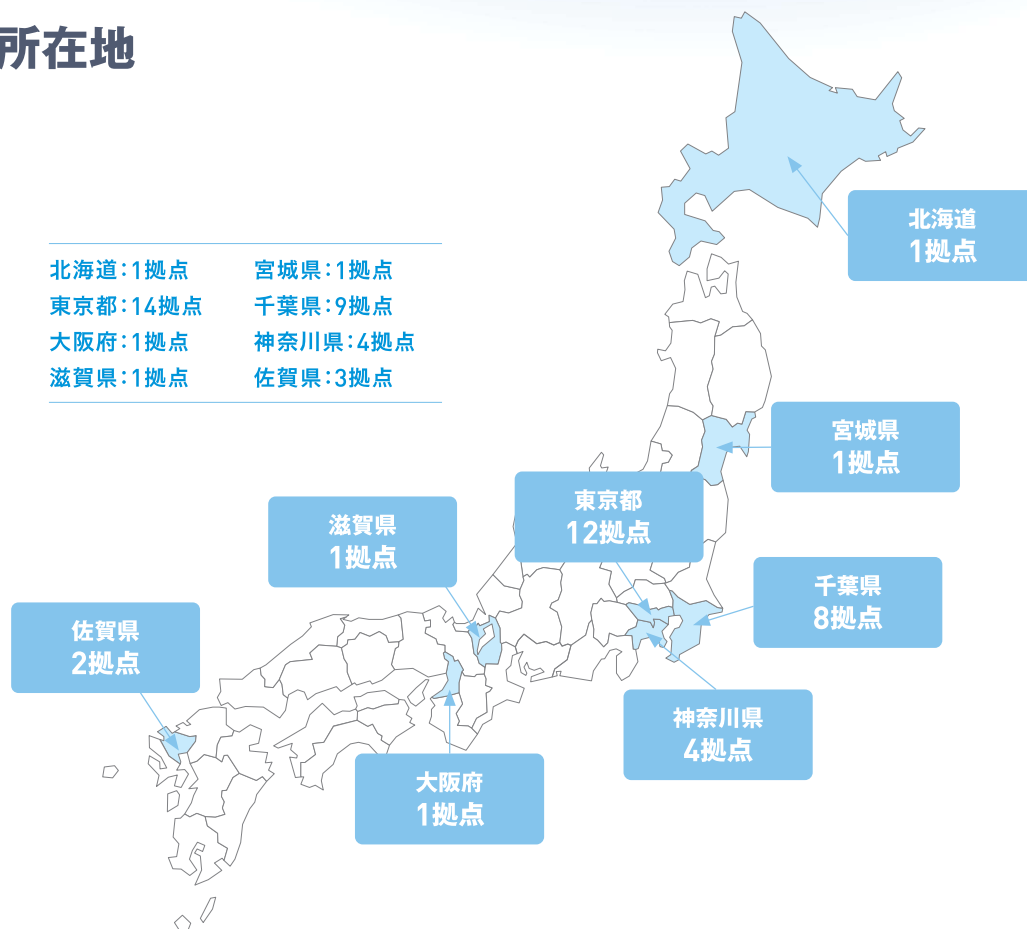 所在地
北海道：1拠点 宮城県：1拠点
東京都：14拠点 千葉県：9拠点
大阪府：1拠点 神奈川県：4拠点
滋賀県：1拠点 佐賀県：3拠点
北海道
1拠点
宮城県
1拠点
東京都
12拠点
滋賀県
1拠点
千葉県
8拠点
佐賀県
2拠点
神奈川県
4拠点
大阪府
1拠点